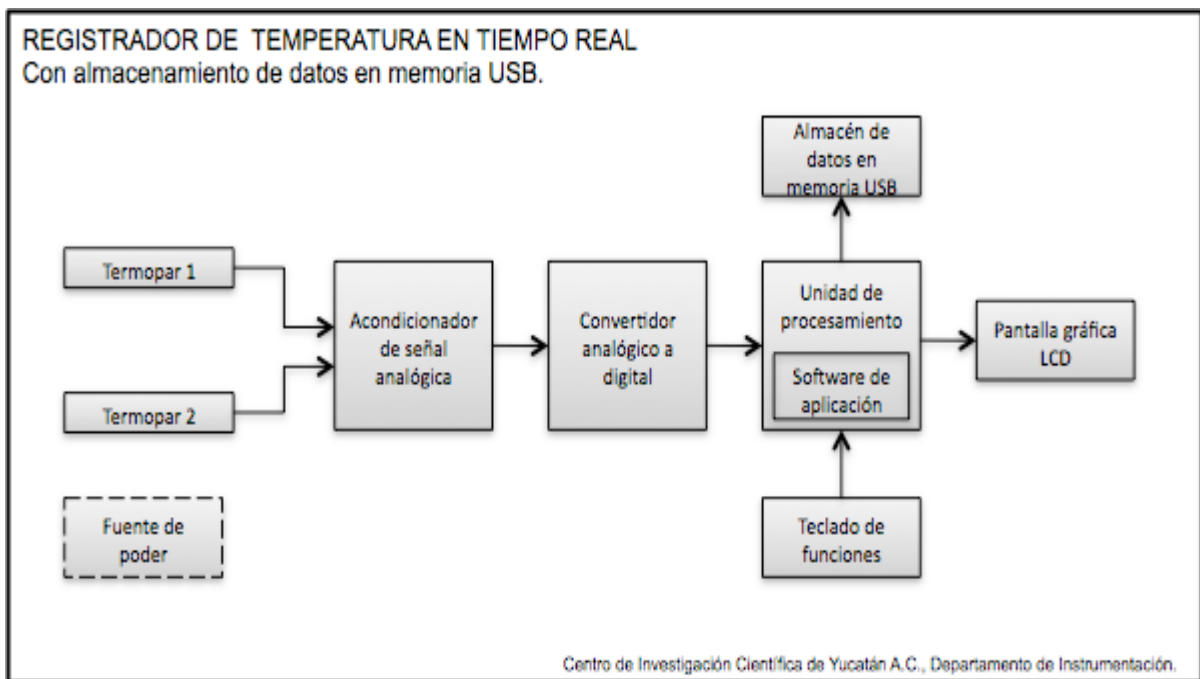 REGISTRADOR DE TEMPERATURA EN TIEMPO REAL
Con almacenamiento de datos en memoria USB.
Almacén de
datos en
memoria USB
Termopar 1
Acondicionador
de señal
analógica
Convertidor
analógico a
digital
Unidad de
procesamiento
Software de
aplicación
Pantalla gráfica
LCD
Termopar 2
Fuente de
poder
Teclado de
funciones
Centro de Investigación Científica de Yucatán A.C., Departamento de Instrumentación.